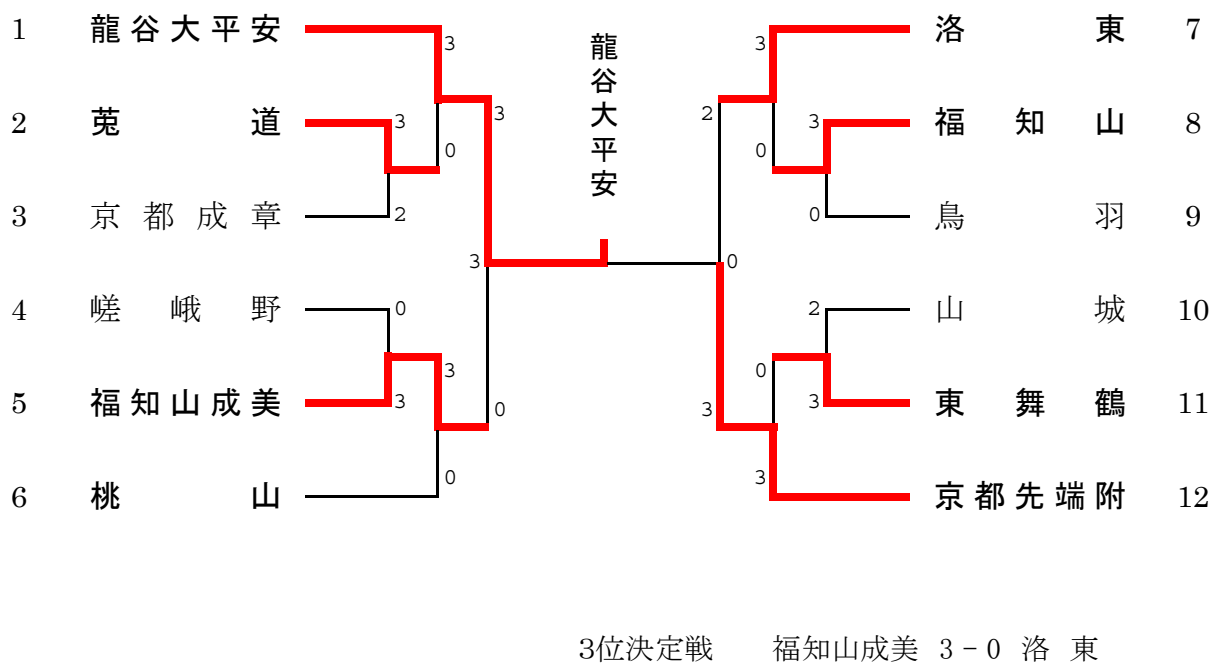 1 龍谷大平安
2 莵道
3 京都成章
4 嵯峨野
5 福知山成美
6 桃山
3
3
0
2
3
0
3
0
3
3
0
0
龍谷大平安
3
2
3
0
0
0
2
0
3
3
3
洛東 7
福知山 8
鳥羽 9
山城 10
東舞鶴 11
京都先端附 12
3位決定戦 福知山成美 3-0 洛東